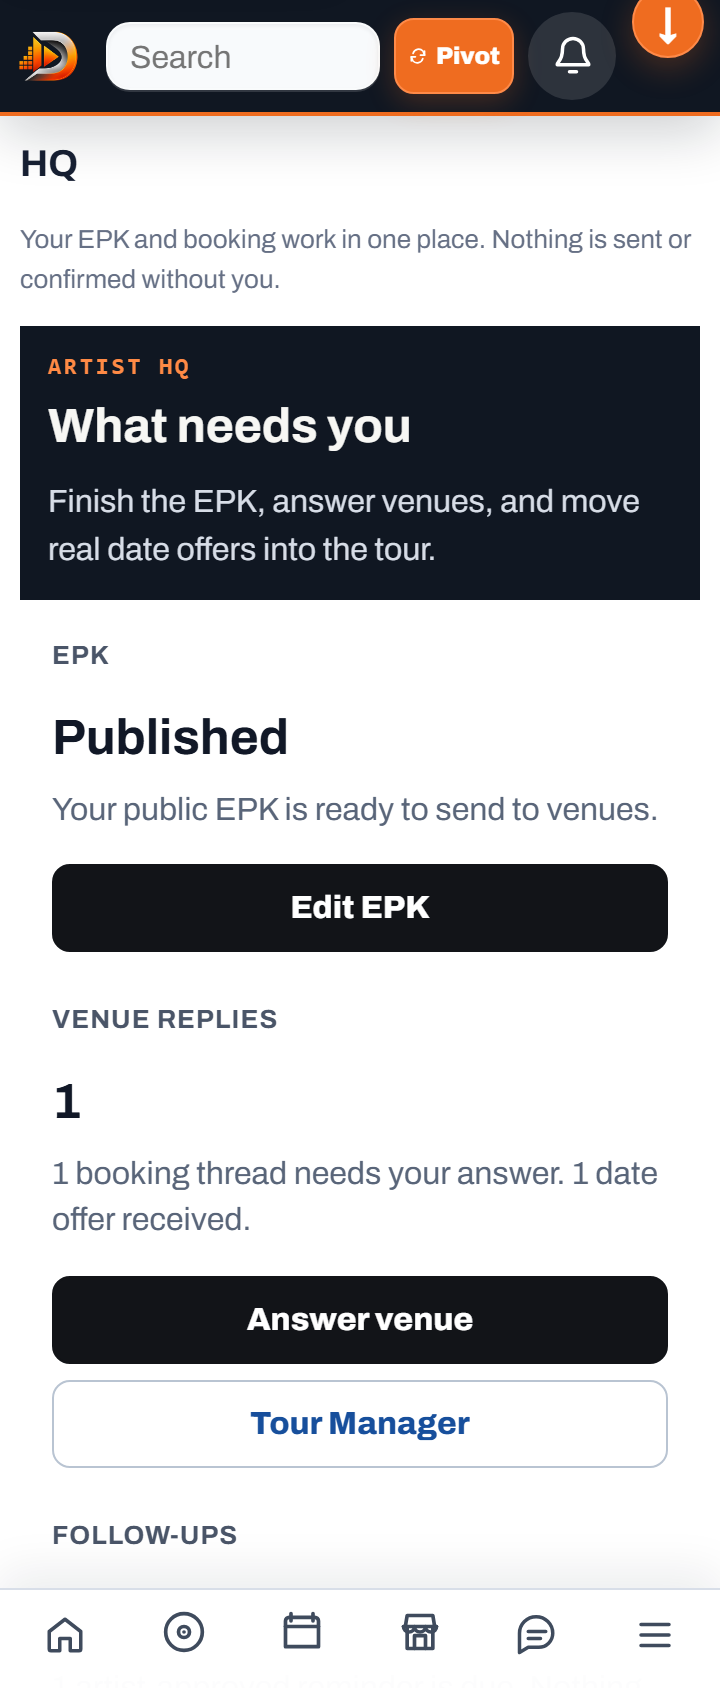 Search
Pivot
HQ
Your EPK and booking work in one place. Nothing is sent or
confirmed without you.
ARTIST HQ
What needs you
Finish the EPK, answer venues, and move
real date offers into the tour.
EPK
Published
Your public EPK is ready to send to venues.
Edit EPK
VENUE REPLIES
1
1 booking thread needs your answer. 1 date
offer received.
Answer venue
Tour Manager
FOLLOW-UPS